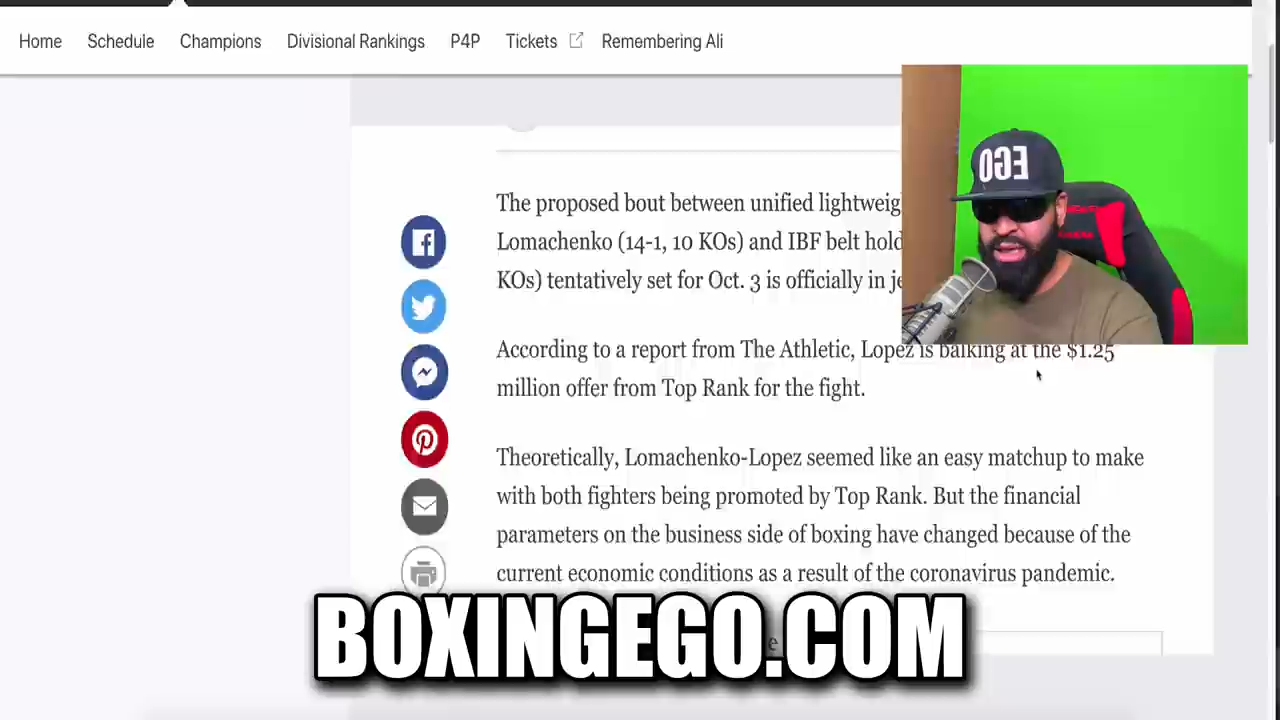 Home Schedule Champions Divisional Rankings P4P Tickets Remembering Ali
EGO
The proposed bout between unified lightweig
Lomachenko (14-1, 10 KOs) and IBF belt hold
KOs) tentatively set for Oct. 3 is officially in je
According to a report from The Athletic, Lopez is balking at the $1.25
million offer from Top Rank for the fight.
Theoretically, Lomachenko-Lopez seemed like an easy matchup to make
with both fighters being promoted by Top Rank. But the financial
parameters on the business side of boxing have changed because of the
current economic conditions as a result of the coronavirus pandemic.
BOXINGEGO.COM